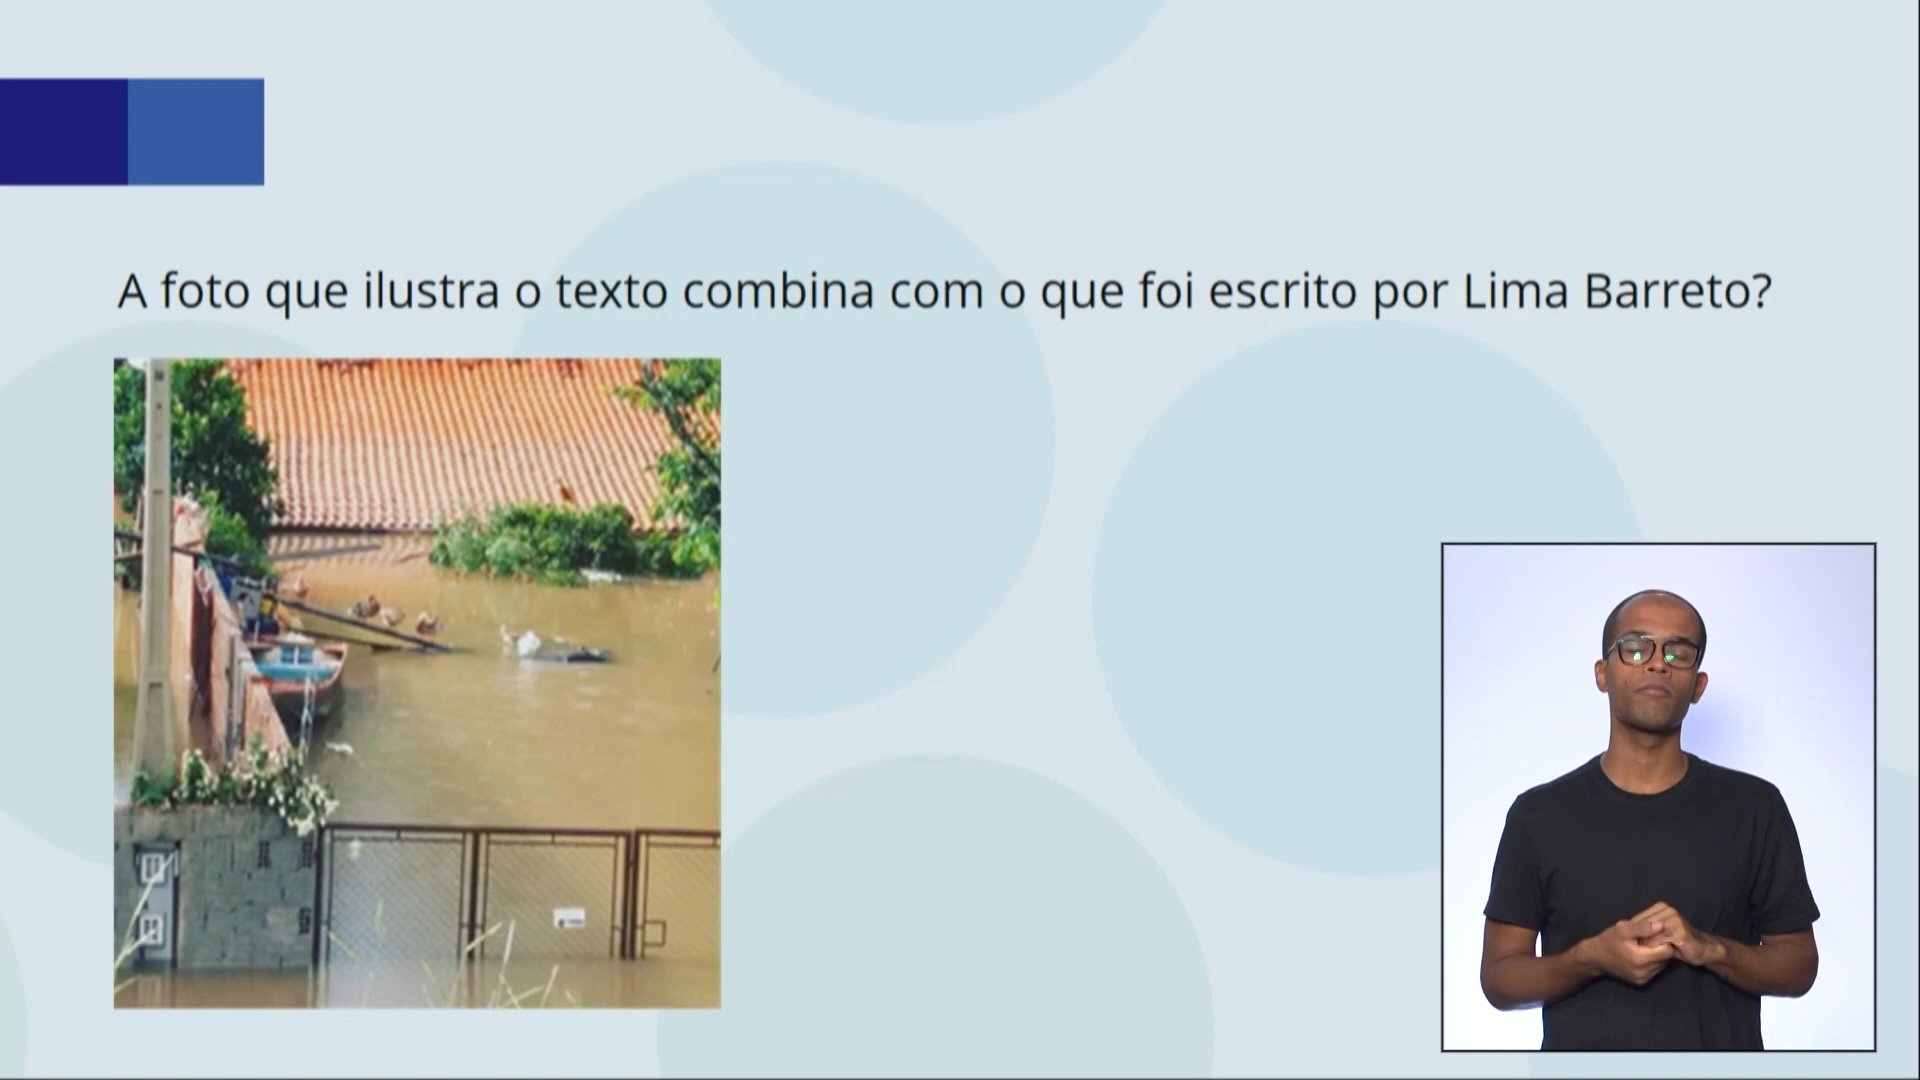 A foto que ilustra o texto combina com o que foi escrito por Lima Barreto?